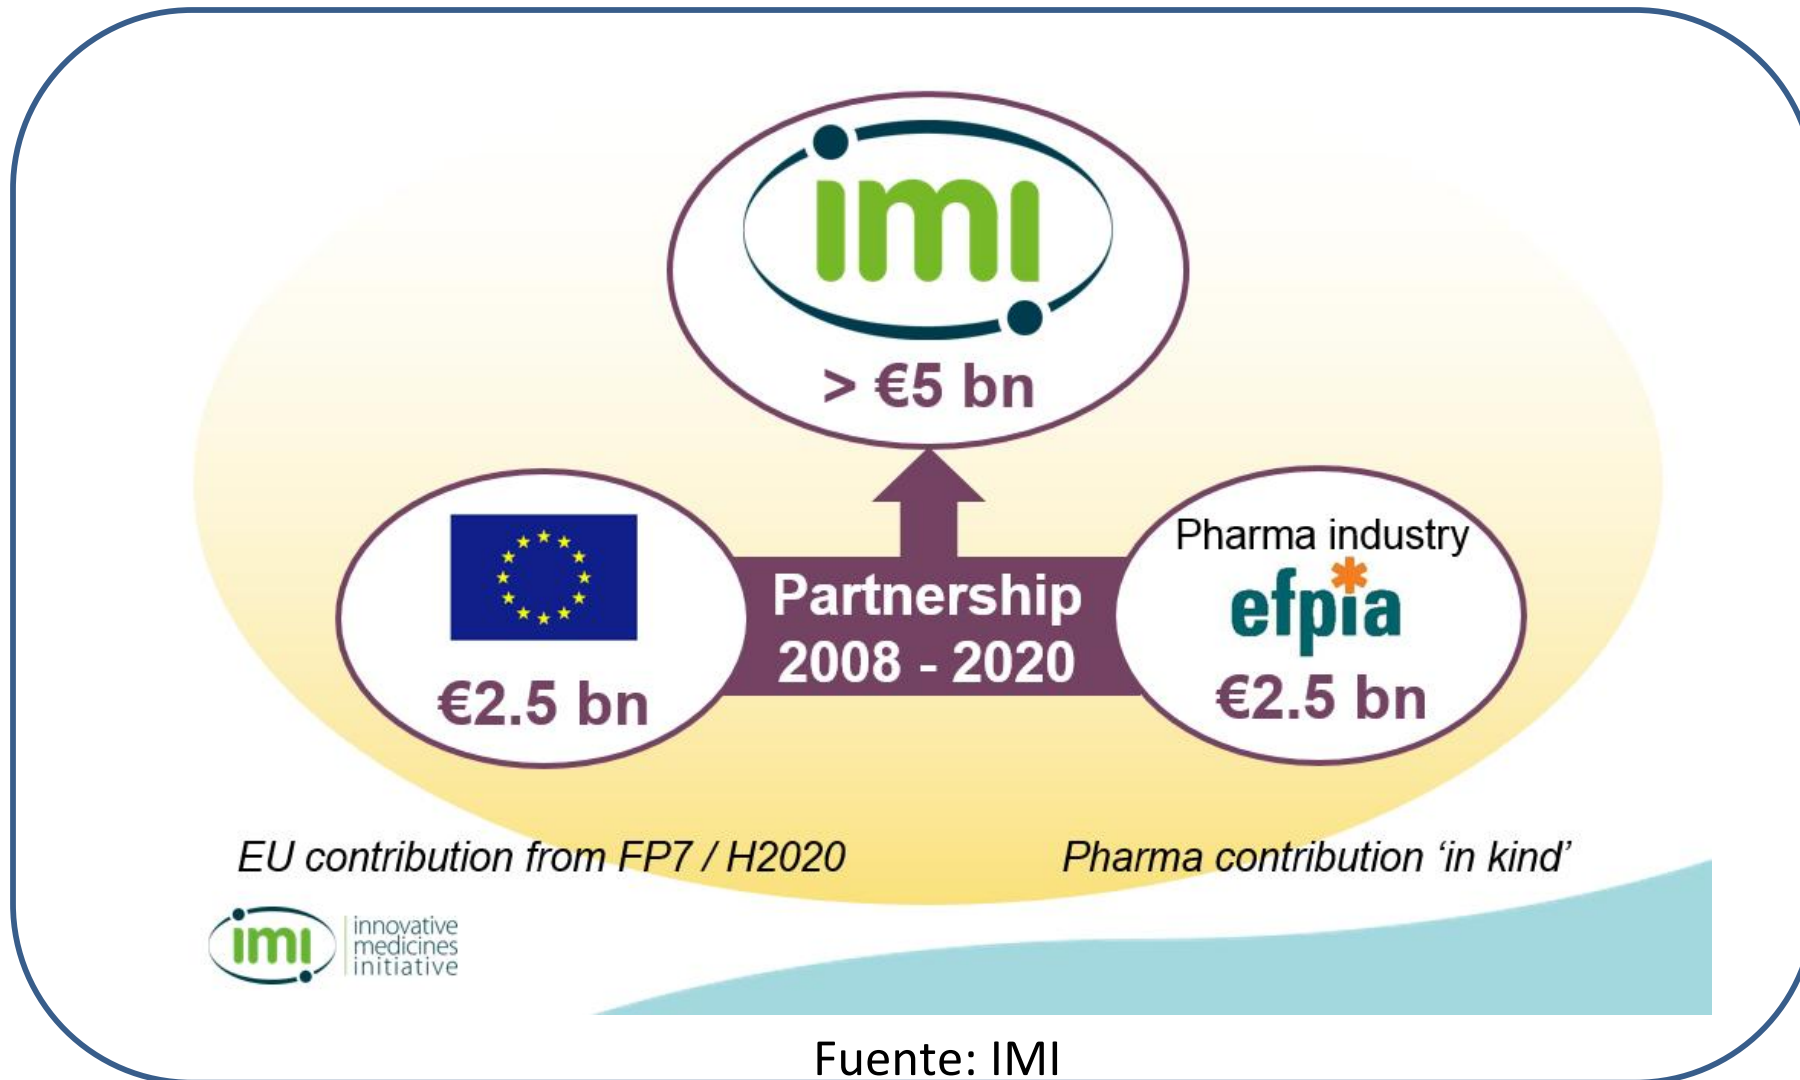 imi
> €5 bn
€2.5 bn
Partnership
2008 - 2020
Pharma industry
efpia
€2.5 bn
EU contribution from FP7 / H2020
Pharma contribution ‘in kind’
imi
innovative
medicines
initiative
Fuente: IMI